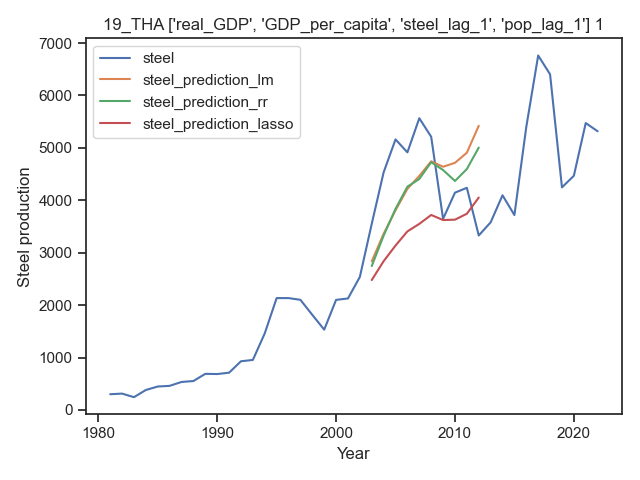 19_THA ['real_GDP', 'GDP_per_capita', 'steel_lag_1', 'pop_lag_1'] 1
steel
steel_prediction_lm
steel_prediction_rr
steel_prediction_lasso
Steel production
7000
6000
5000
4000
3000
2000
1000
0
1980
1990
2000
2010
2020
Year